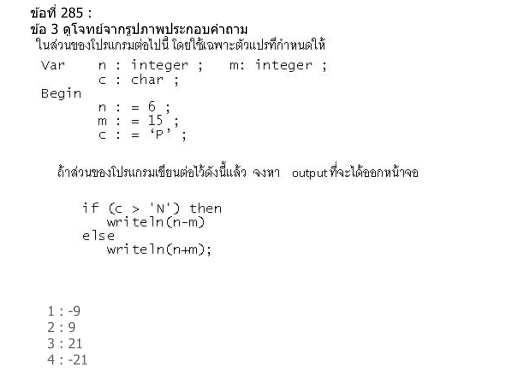 ข้อที่ 285 :
ข้อ 3 ดูโจทย์จากรูปภาพประกอบคำถาม
ในส่วนของโปรแกรมต่อไปนี้ โดยใช้เฉพาะตัวแปรที่กำหนดให้
Var n : integer ; m: integer ;
c : char ;
Begin
n : = 6 ;
m : = 15 ;
c : = ‘P’ ;
ถ้าส่วนของโปรแกรมเขียนต่อไว้ดังนี้แล้ว จงหา output ที่จะได้ออกหน้าจอ
if (c > 'N') then
writeln(n-m)
else
writeln(n+m);
1 : -9
2 : 9
3 : 21
4 : -21